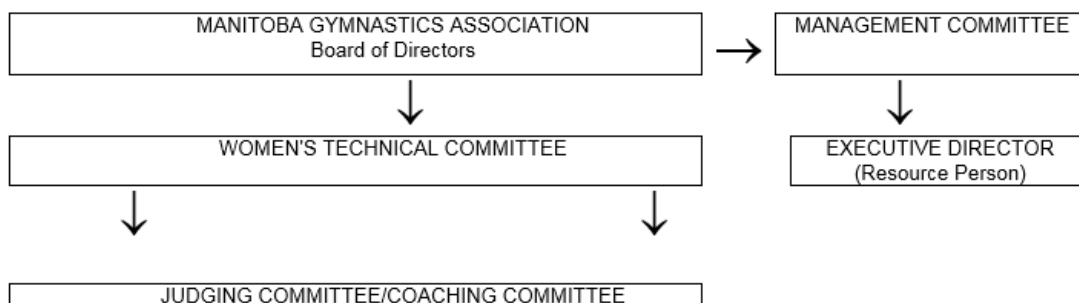 MANITOBA GYMNASTICS ASSOCIATION
Board of Directors
MANAGEMENT COMMITTEE
WOMEN'S TECHNICAL COMMITTEE
EXECUTIVE DIRECTOR
(Resource Person)
JUDGING COMMITTEE/COACHING COMMITTEE